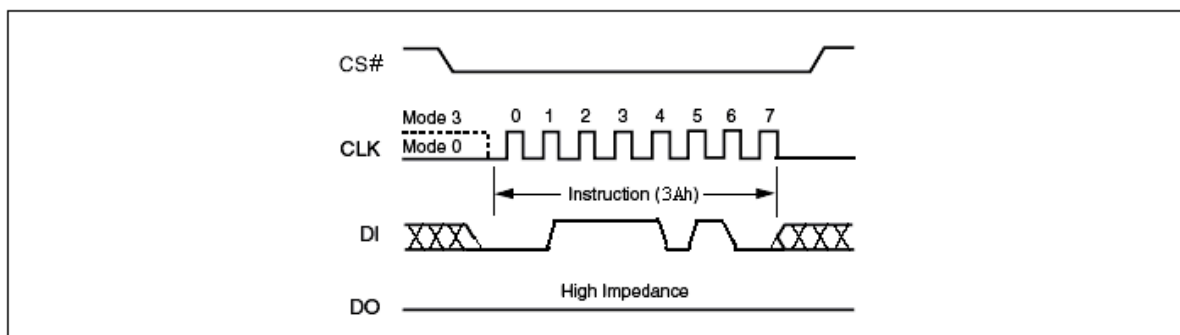 CS#
Mode 3 0 1 2 3 4 5 6 7
CLK Mode 0
Instruction (3Ah)
DI
High Impedance
DO